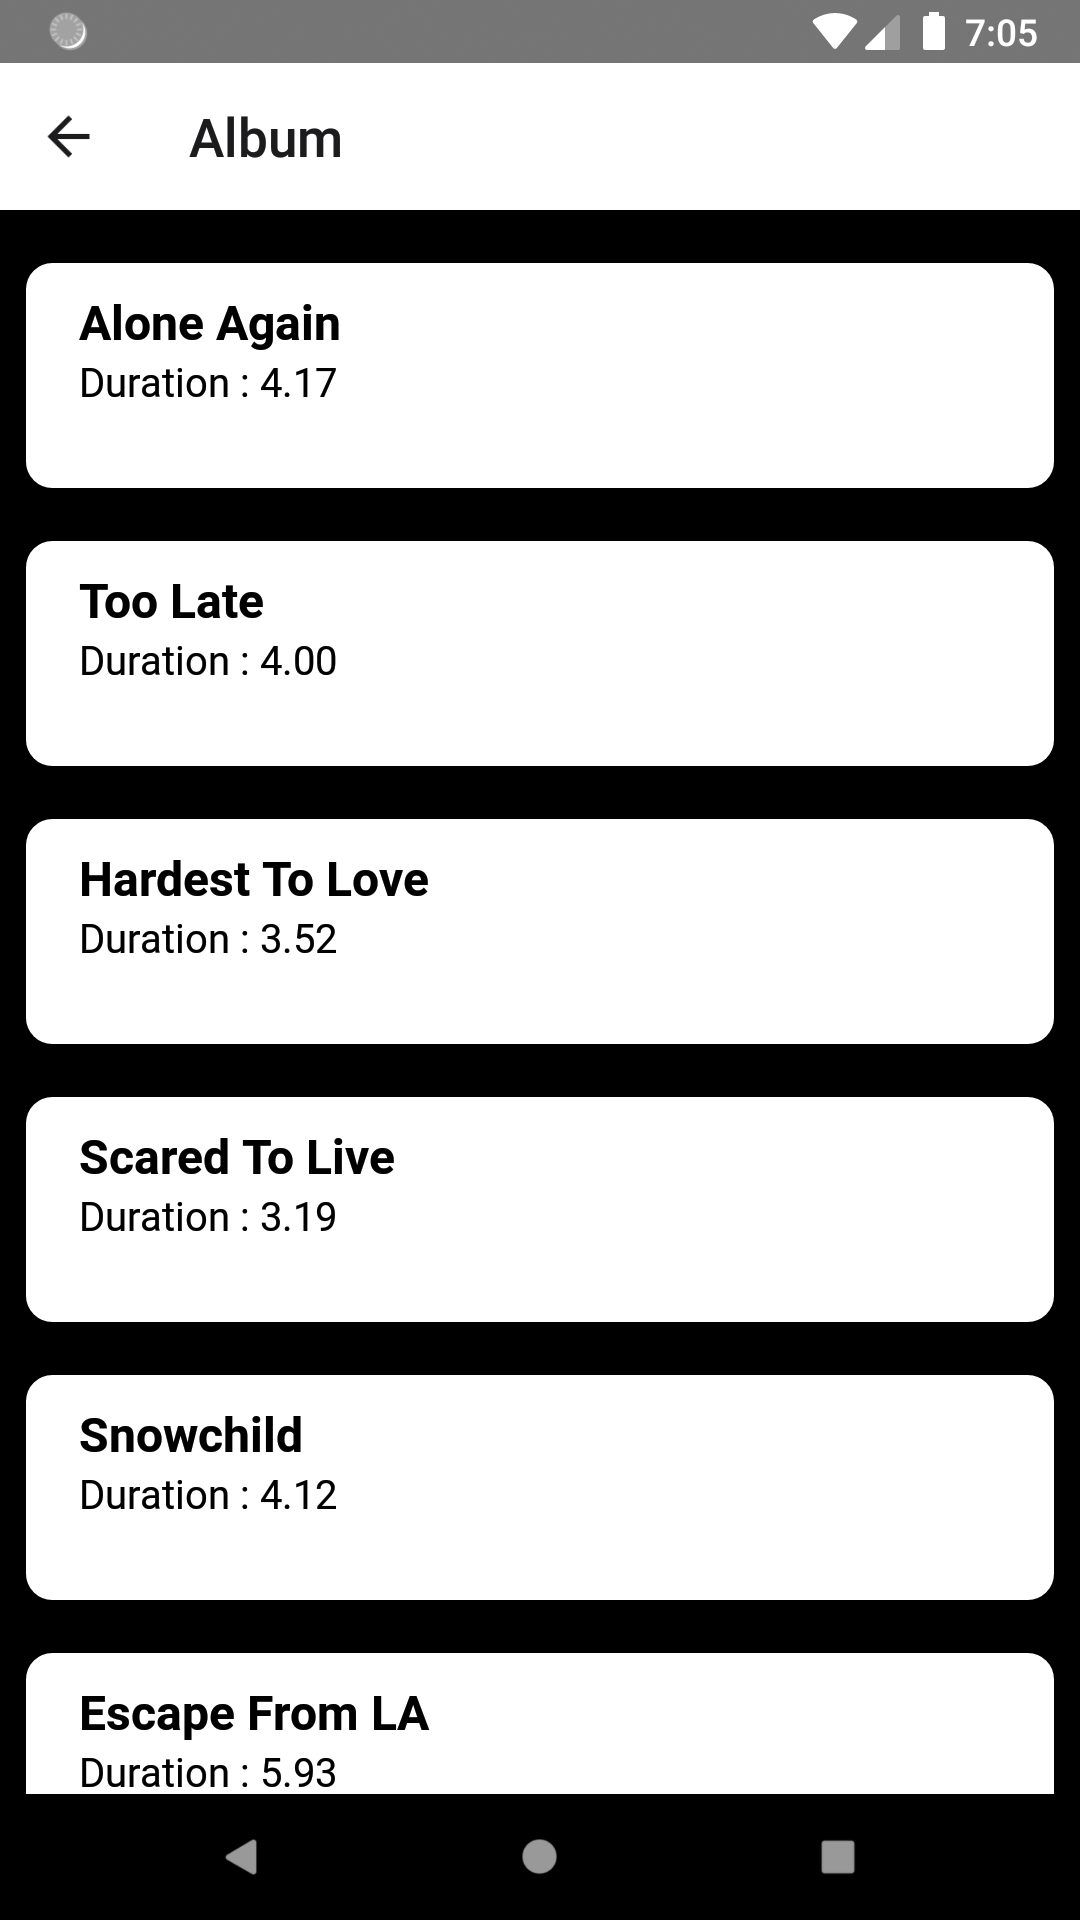 7:05
Album
Alone Again
Duration : 4.17
Too Late
Duration : 4.00
Hardest To Love
Duration : 3.52
Scared To Live
Duration : 3.19
Snowchild
Duration : 4.12
Escape From LA
Duration : 5.93